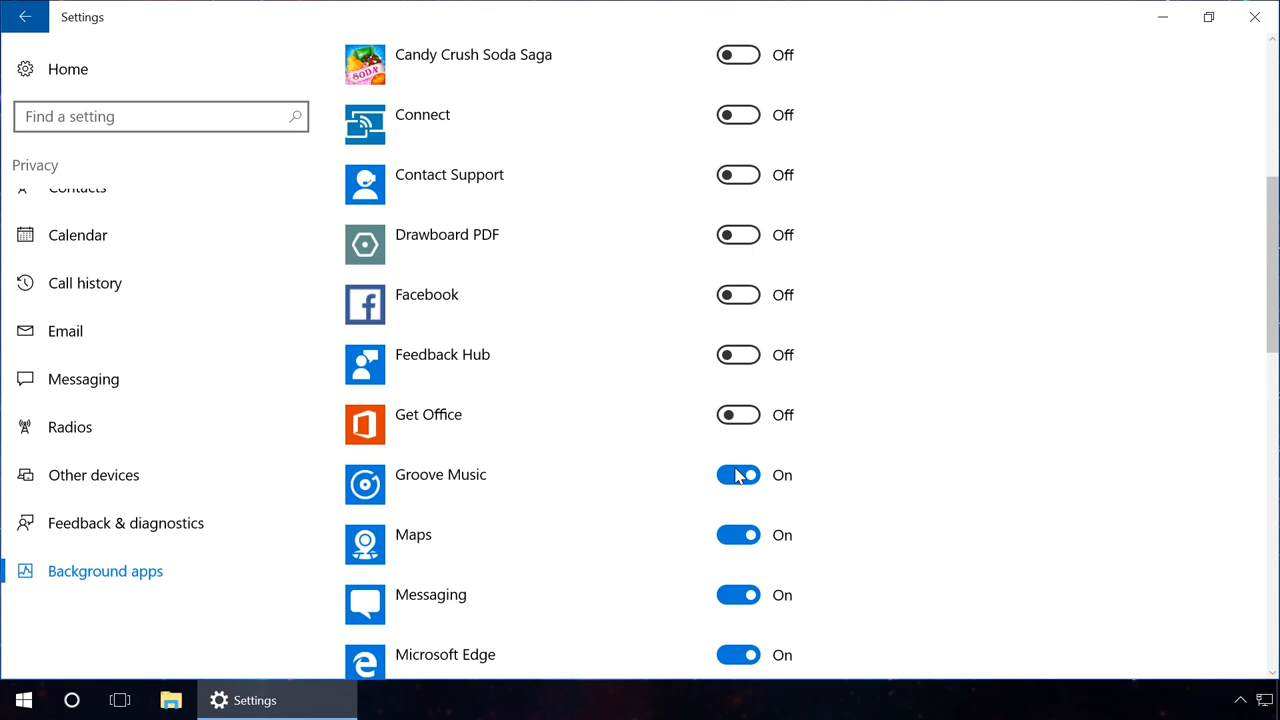 Settings
Home
Find a setting
Privacy
Contacts
Calendar
Call history
Email
Messaging
Radios
Other devices
Feedback & diagnostics
Background apps
Candy Crush Soda Saga Off
SODA
Connect Off
Contact Support Off
Drawboard PDF Off
Facebook Off
Feedback Hub Off
Get Office Off
Groove Music On
Maps On
Messaging On
Microsoft Edge On
Settings